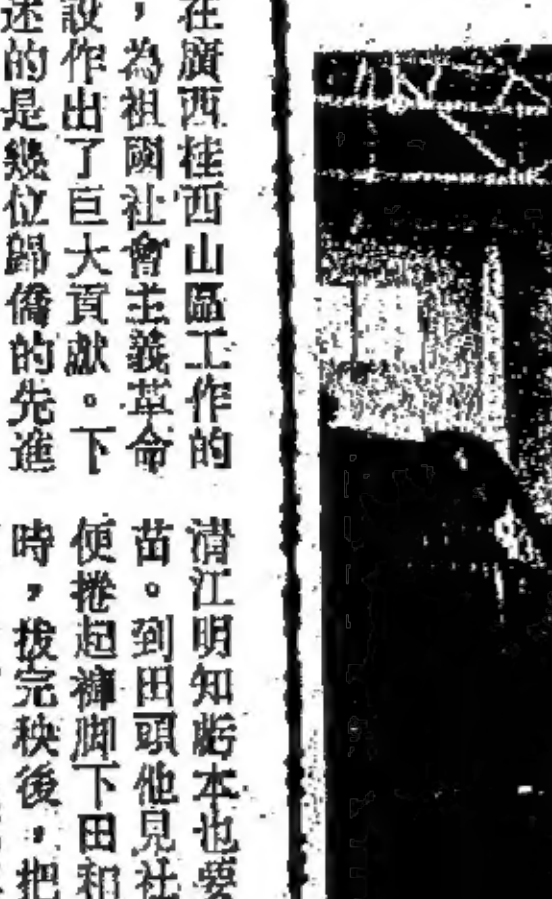 在廣西桂西山區工作的
，為祖國社會主義革命
設作出了巨大貢獻。下
述的是幾位歸僑的先進
清江明知虧本也要
苗。到田頭他見社
便捲起褲脚下田和
時，拔完秧後，把